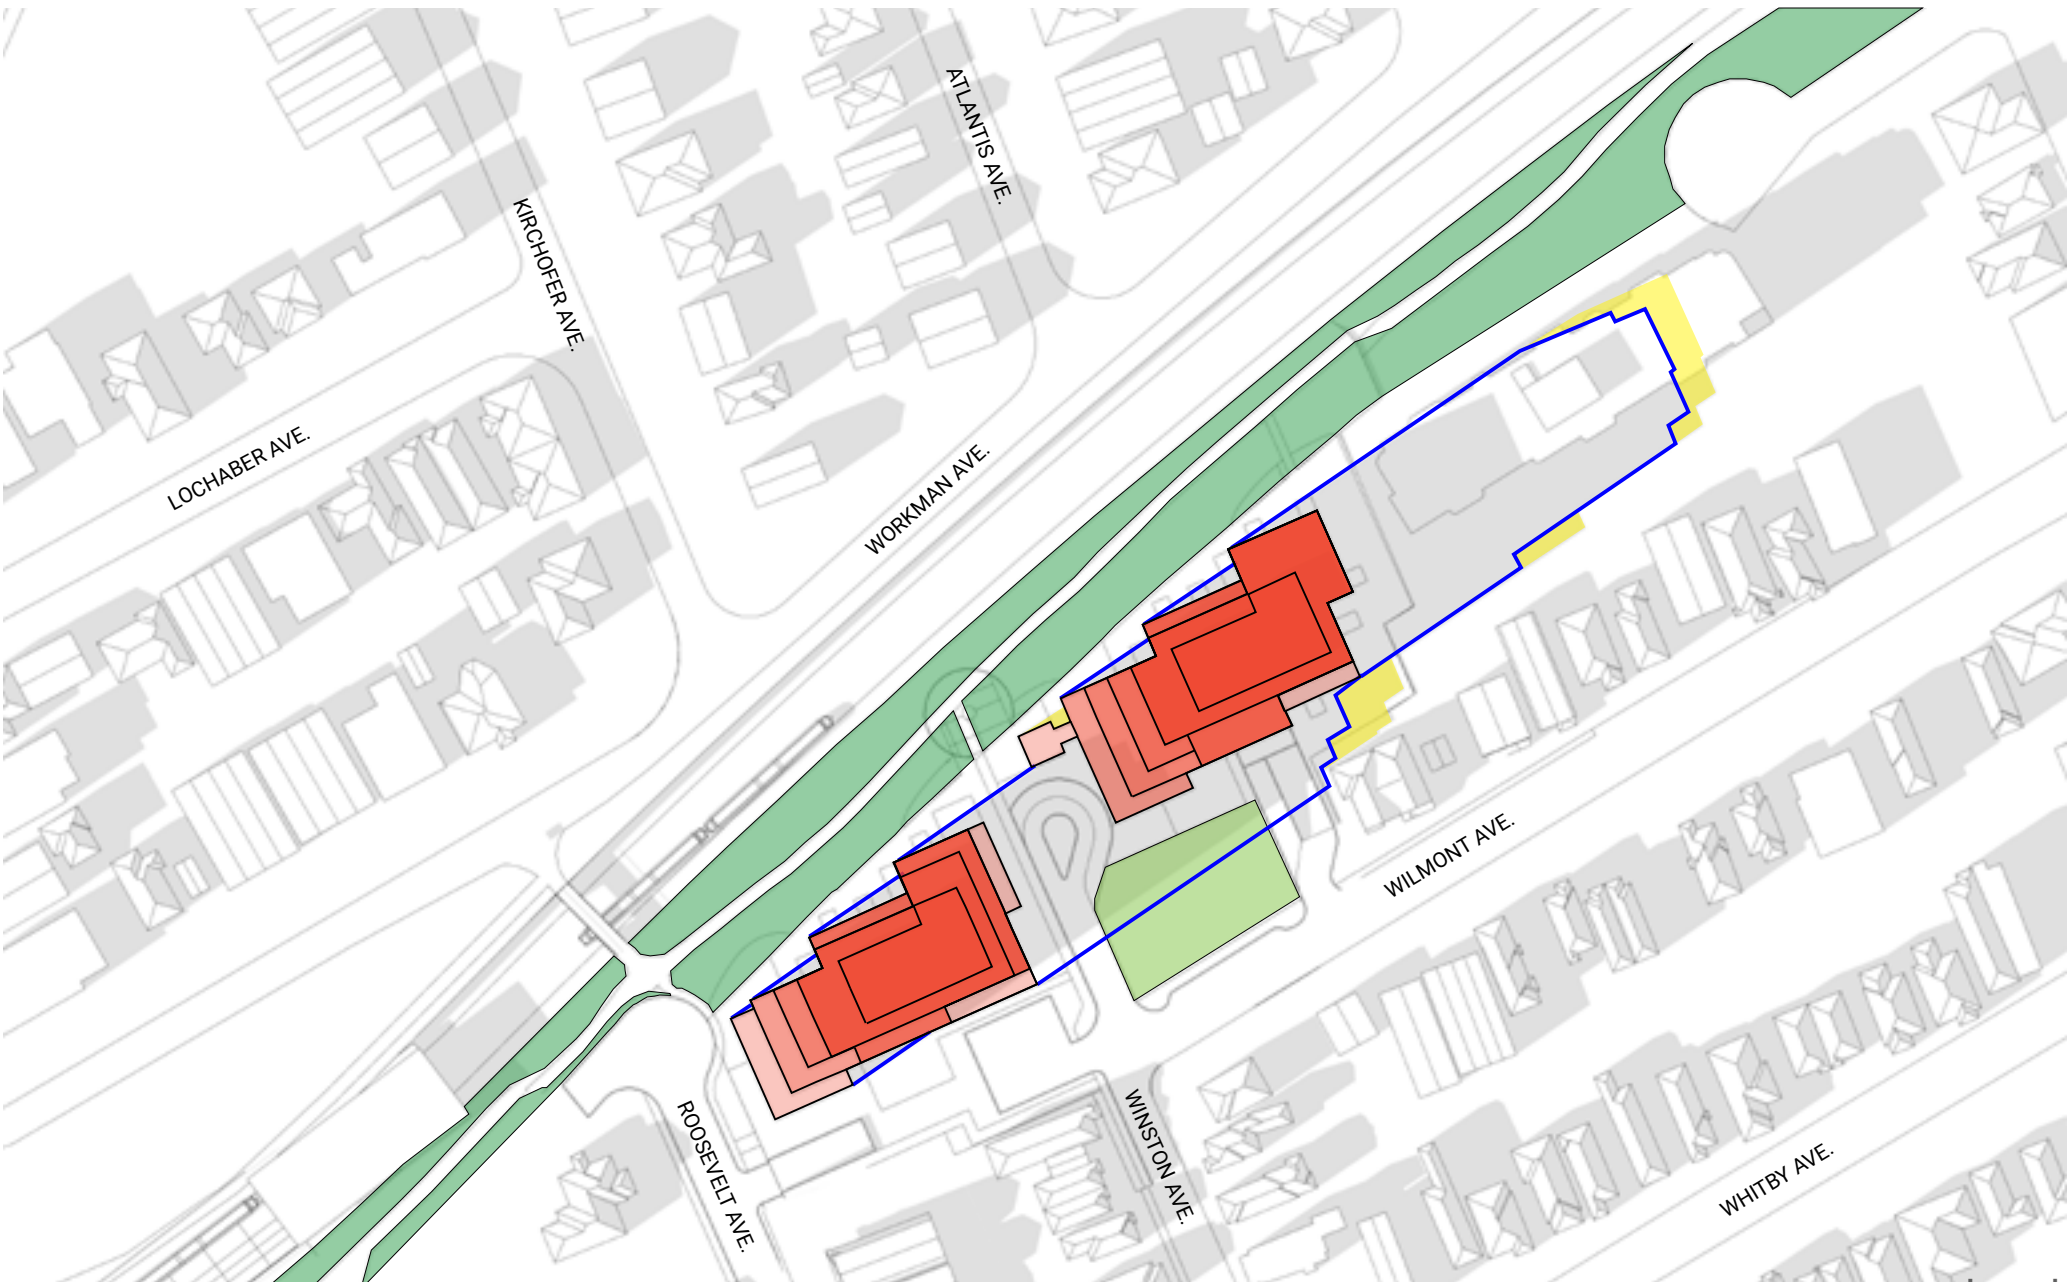 ATLANTIS AVE.
KIRCHOFER AVE.
LOCHABER AVE.
WORKMAN AVE.
WILMONT AVE.
ROOSEVELT AVE.
WINSTON AVE.
WHITBY AVE.